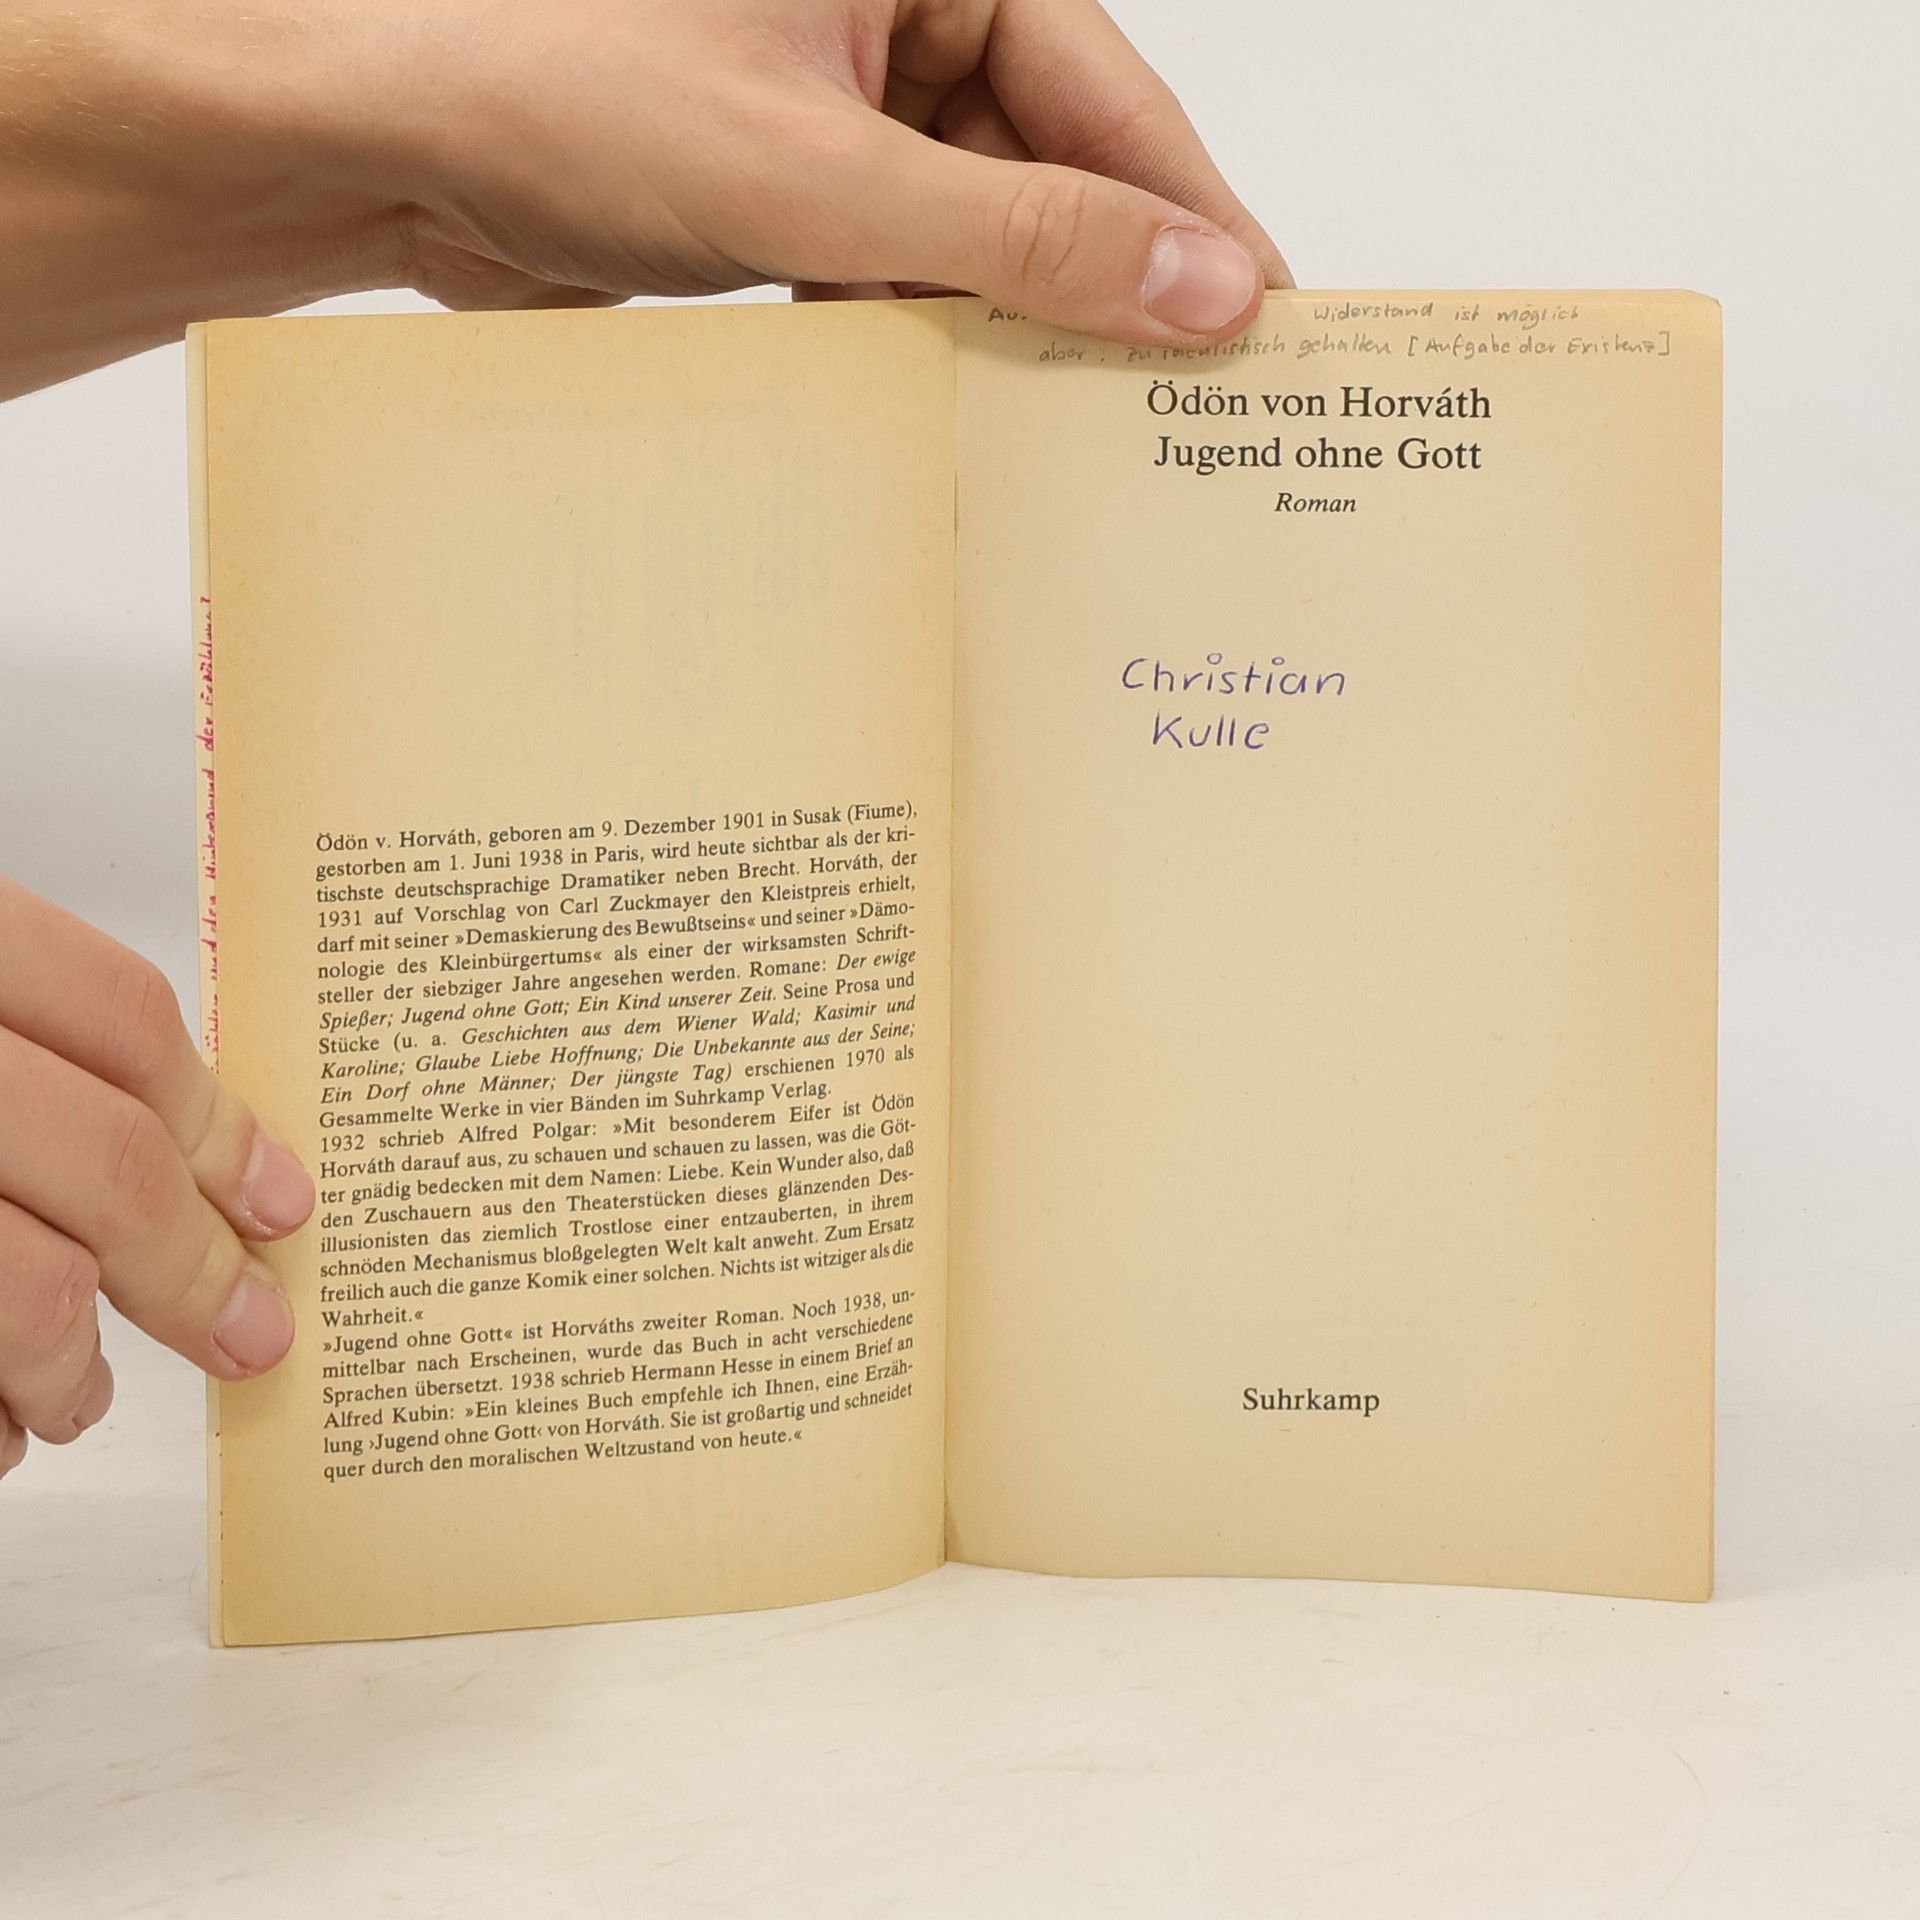 Ödön v. Horváth, geboren am 9. Dezember 1901 in Susak (Fiume),
gestorben am 1. Juni 1938 in Paris, wird heute sichtbar als der kri-
tischste deutschsprachige Dramatiker neben Brecht. Horváth, der
1931 auf Vorschlag von Carl Zuckmayer den Kleistpreis erhielt,
darf mit seiner »Demaskierung des Bewußtseins« und seiner »Dämo-
nologie des Kleinbürgertums« als einer der wirksamsten Schrift-
steller der siebziger Jahre angesehen werden. Romane: Der ewige
Spießer; Jugend ohne Gott; Ein Kind unserer Zeit. Seine Prosa und
Stücke (u. a. Geschichten aus dem Wiener Wald; Kasimir und
Karoline; Glaube Liebe Hoffnung; Die Unbekannte aus der Seine;
Ein Dorf ohne Männer; Der jüngste Tag) erschienen 1970 als
Gesammelte Werke in vier Bänden im Suhrkamp Verlag.
1932 schrieb Alfred Polgar: »Mit besonderem Eifer ist Ödön
Horváth darauf aus, zu schauen und schauen zu lassen, was die Göt-
ter gnädig bedecken mit dem Namen: Liebe. Kein Wunder also, daß
den Zuschauern aus den Theaterstücken dieses glänzenden Des-
illusionisten das ziemlich Trostlose einer entzauberten, in ihrem
schnöden Mechanismus bloßgelegten Welt kalt anweht. Zum Ersatz
freilich auch die ganze Komik einer solchen. Nichts ist witziger als die
Wahrheit.«
»Jugend ohne Gott« ist Horváths zweiter Roman. Noch 1938, un-
mittelbar nach Erscheinen, wurde das Buch in acht verschiedene
Sprachen übersetzt. 1938 schrieb Hermann Hesse in einem Brief an
Alfred Kubin: »Ein kleines Buch empfehle ich Ihnen, eine Erzäh-
lung ›Jugend ohne Gott‹ von Horváth. Sie ist großartig und schneidet
quer durch den moralischen Weltzustand von heute.«
Widerstand ist möglich
aber : zu idealistisch gehalten [Aufgabe der Existenz]
Ödön von Horváth
Jugend ohne Gott
Roman
Christian
Kulle
Suhrkamp